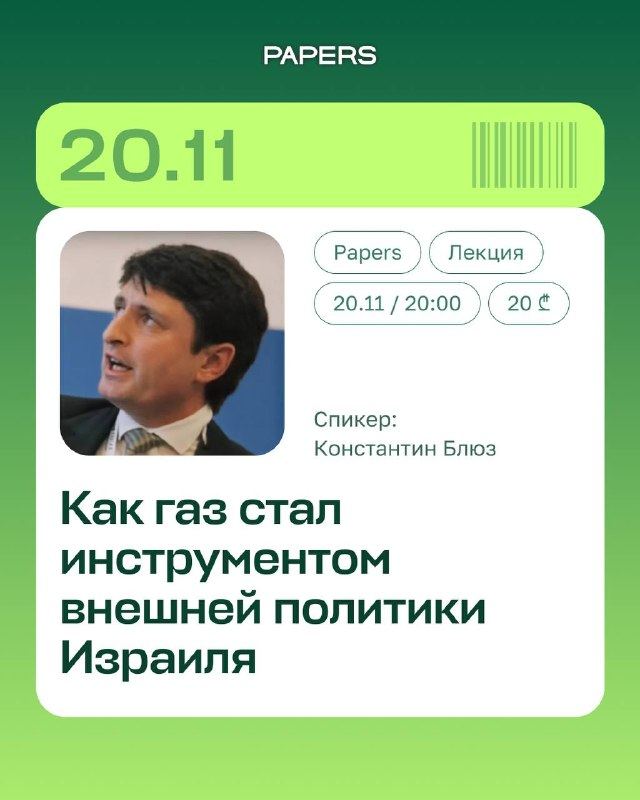 PAPERS
20.11
Papers
Лекция
20.11 / 20:00
20 ₾
Спикер:
Константин Блюз
Как газ стал
инструментом
внешней политики
Израиля